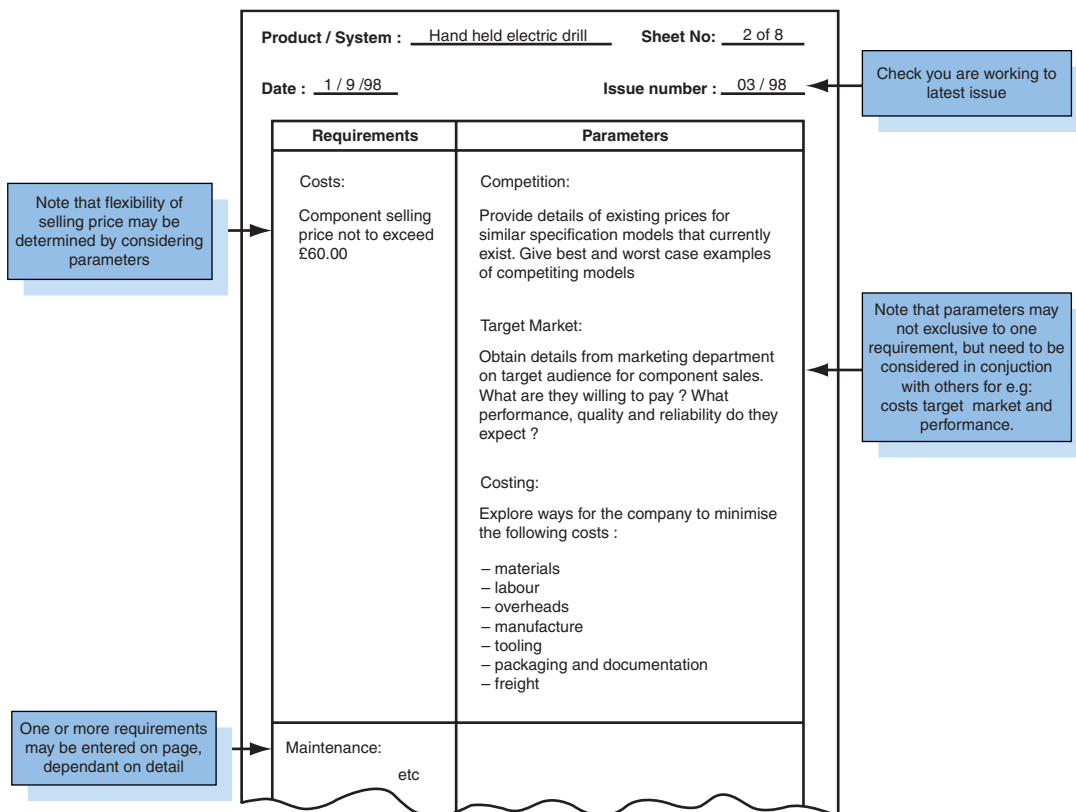 Product / System : Hand held electric drill Sheet No: 2 of 8
Date : 1 / 9 /98 Issue number : 03 / 98
Check you are working to
latest issue
Requirements Parameters
Note that flexibility of
selling price may be
determined by considering
parameters
Costs:
Component selling
price not to exceed
£60.00
Competition:
Provide details of existing prices for
similar specification models that currently
exist. Give best and worst case examples
of competiting models
Target Market:
Obtain details from marketing department
on target audience for component sales.
What are they willing to pay ? What
performance, quality and reliability do they
expect ?
Note that parameters may
not exclusive to one
requirement, but need to be
considered in conjuction
with others for e.g:
costs target market and
performance.
Costing:
Explore ways for the company to minimise
the following costs :
– materials
– labour
– overheads
– manufacture
– tooling
– packaging and documentation
– freight
One or more requirements
may be entered on page,
dependant on detail
Maintenance:
etc